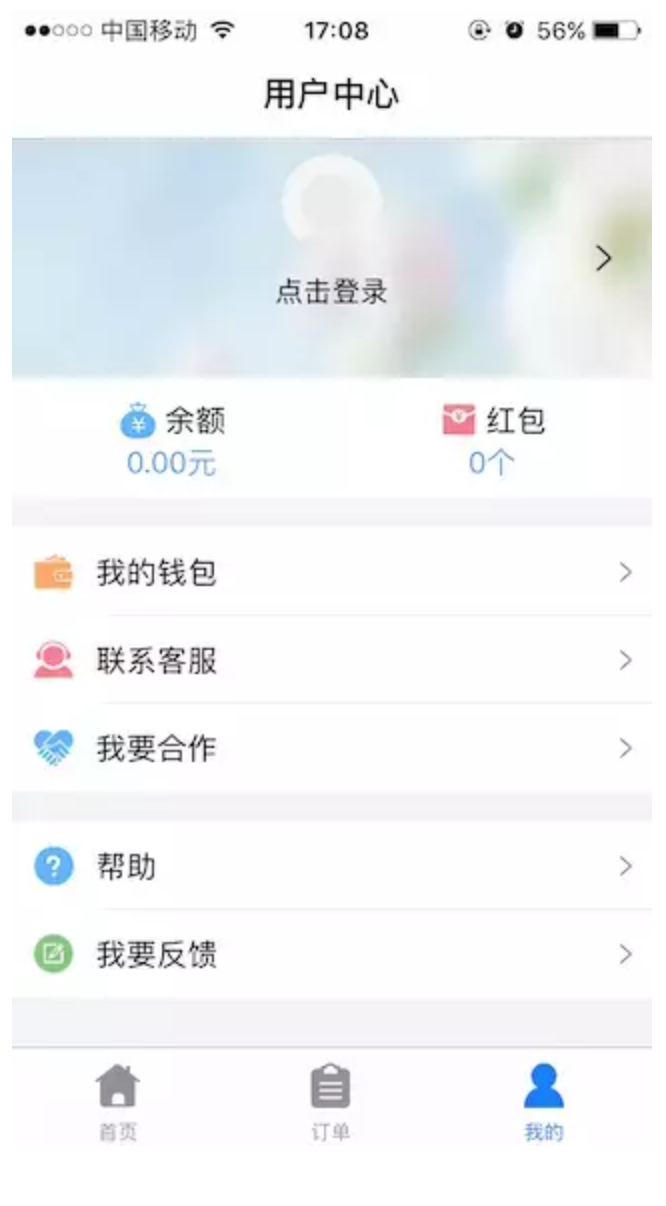 中国移动 17:08 56%
用户中心
点击登录
余额 红包
0.00元 0个
我的钱包
联系客服
我要合作
帮助
我要反馈
首页 订单 我的